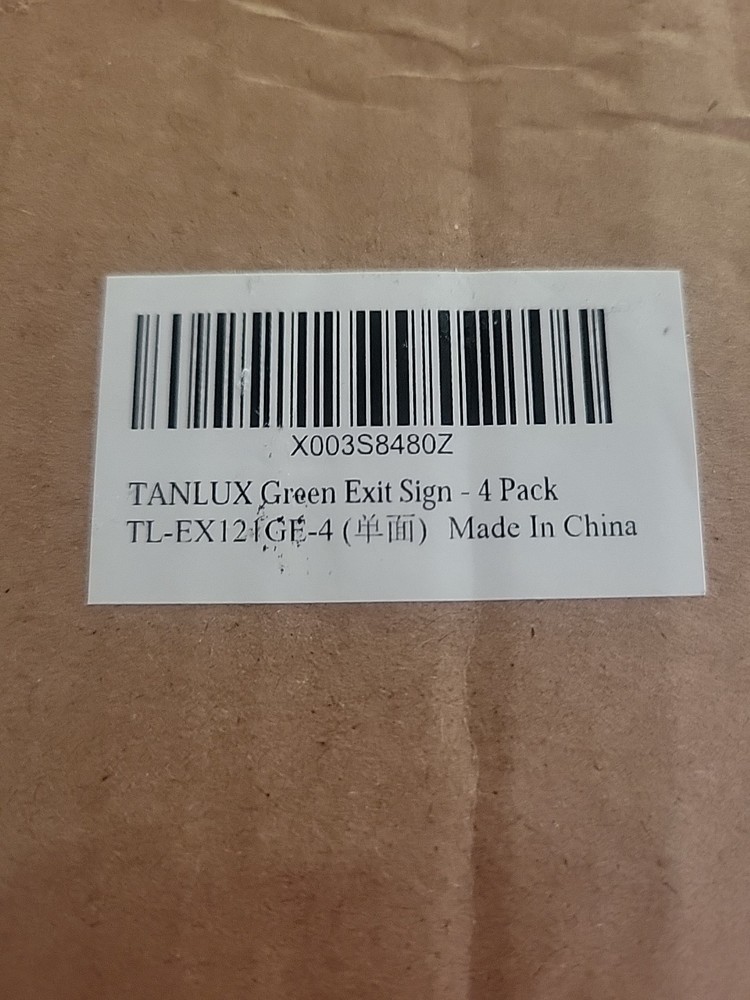 X003S8480Z
TANLUX Green Exit Sign - 4 Pack
TL-EX121GE-4 (单面) Made In China